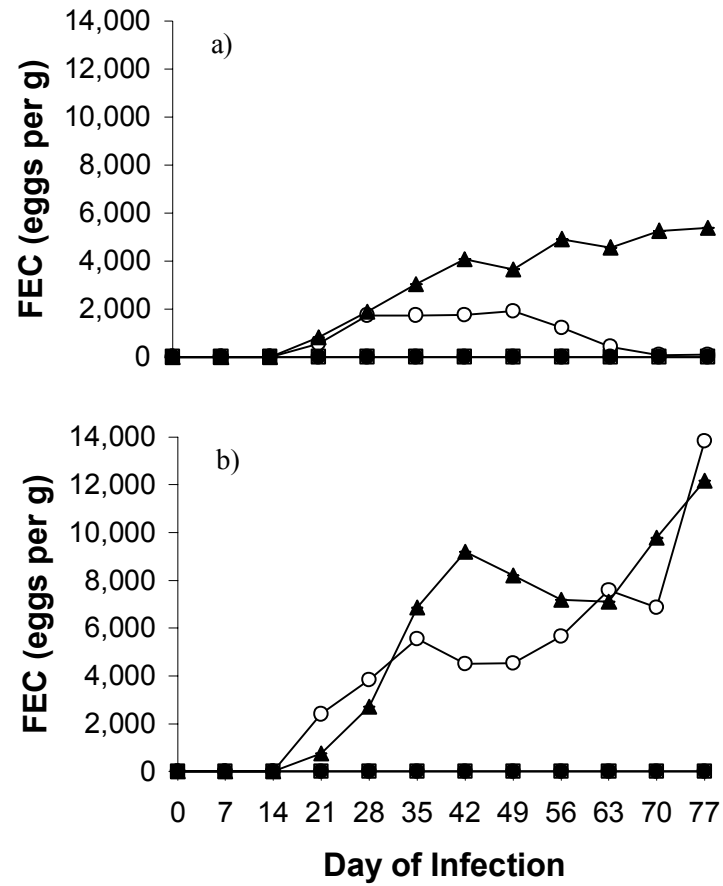 FEC (eggs per g)
14,000
12,000
10,000
8,000
6,000
4,000
2,000
0
a)
FEC (eggs per g)
14,000
12,000
10,000
8,000
6,000
4,000
2,000
0
b)
0 7 14 21 28 35 42 49 56 63 70 77
Day of Infection